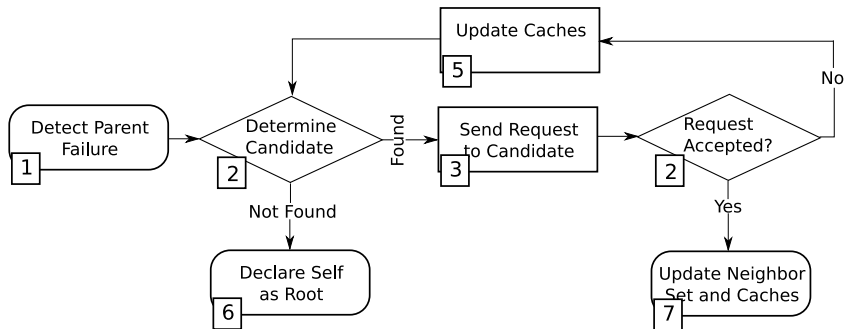 Update Caches
5
No
Detect Parent
Failure
1
Determine
Candidate
2
Found
Send Request
to Candidate
3
Request
Accepted?
2
Not Found
Yes
Declare Self
as Root
6
Update Neighbor
Set and Caches
7